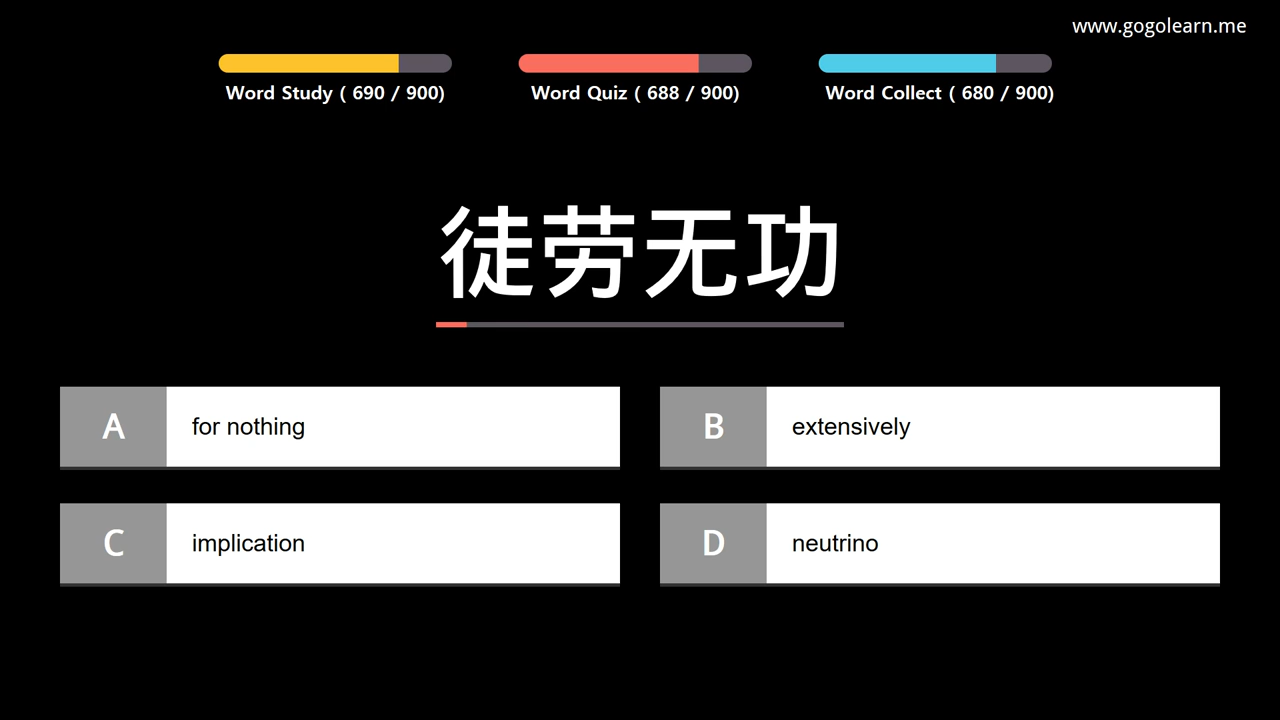 www.gogolearn.me
Word Study ( 690 / 900)
Word Quiz ( 688 / 900)
Word Collect ( 680 / 900)
徒劳无功
A for nothing
B extensively
C implication
D neutrino